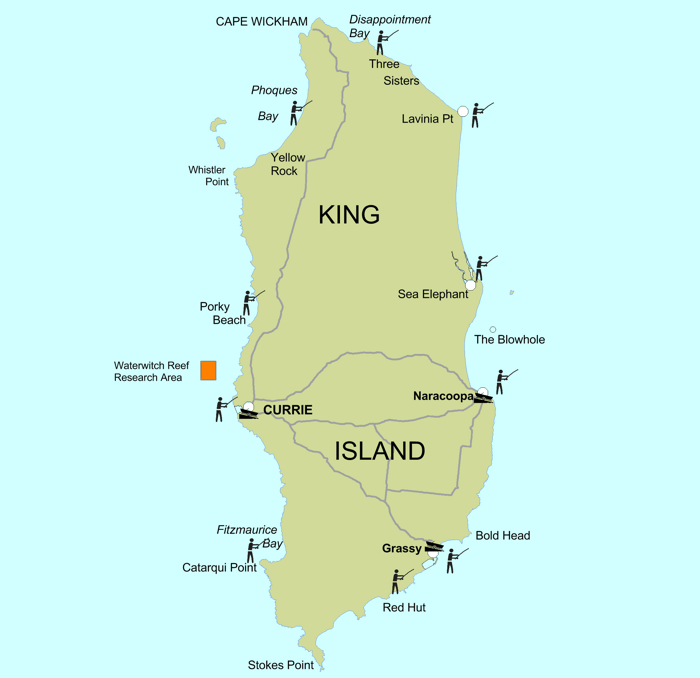 CAPE WICKHAM
Disappointment
Bay
Three
Sisters
Phoques
Bay
Lavinia Pt
Yellow
Rock
Whistler
Point
KING
Sea Elephant
Porky
Beach
The Blowhole
Waterwitch Reef
Research Area
Naracoopa
CURRIE
ISLAND
Fitzmaurice
Bay
Bold Head
Grassy
Catarqui Point
Red Hut
Stokes Point